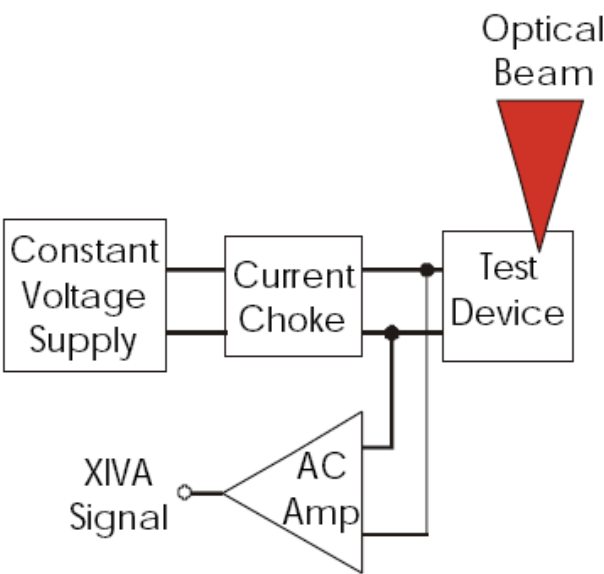 Optical
Beam
Constant
Voltage
Supply
Current
Choke
Test
Device
XIVA
Signal
AC
Amp